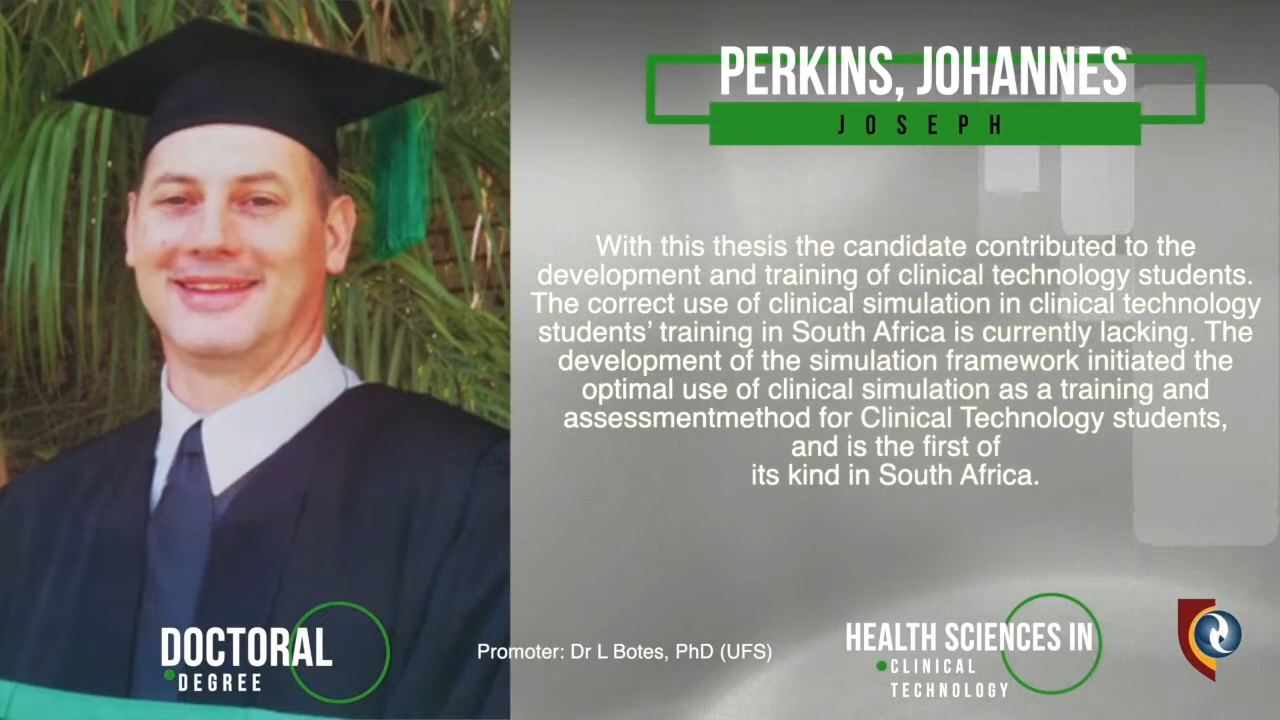 PERKINS, JOHANNES
JOSEPH
With this thesis the candidate contributed to the
development and training of clinical technology students.
The correct use of clinical simulation in clinical technology
students’ training in South Africa is currently lacking. The
development of the simulation framework initiated the
optimal use of clinical simulation as a training and
assessmentmethod for Clinical Technology students,
and is the first of
its kind in South Africa.
DOCTORAL
DEGREE
Promoter: Dr L Botes, PhD (UFS)
HEALTH SCIENCES IN
CLINICAL
TECHNOLOGY